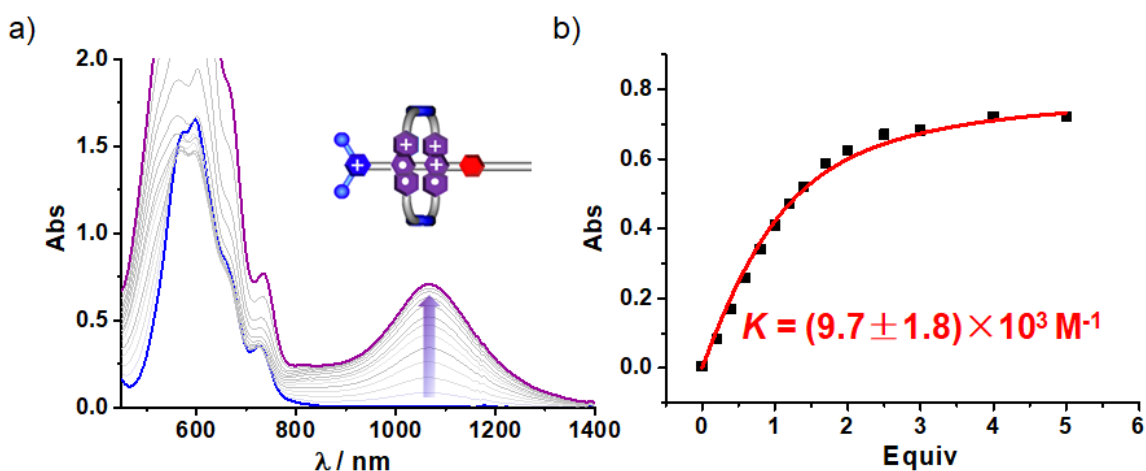 a)
b)
2.0
1.5
1.0
0.5
0.0
Abs
600 800 1000 1200 1400
λ / nm
+ + + +
0.8
0.6
0.4
0.2
0.0
Abs
K = (9.7±1.8)×10³ M⁻¹
0 1 2 3 4 5 6
Equiv